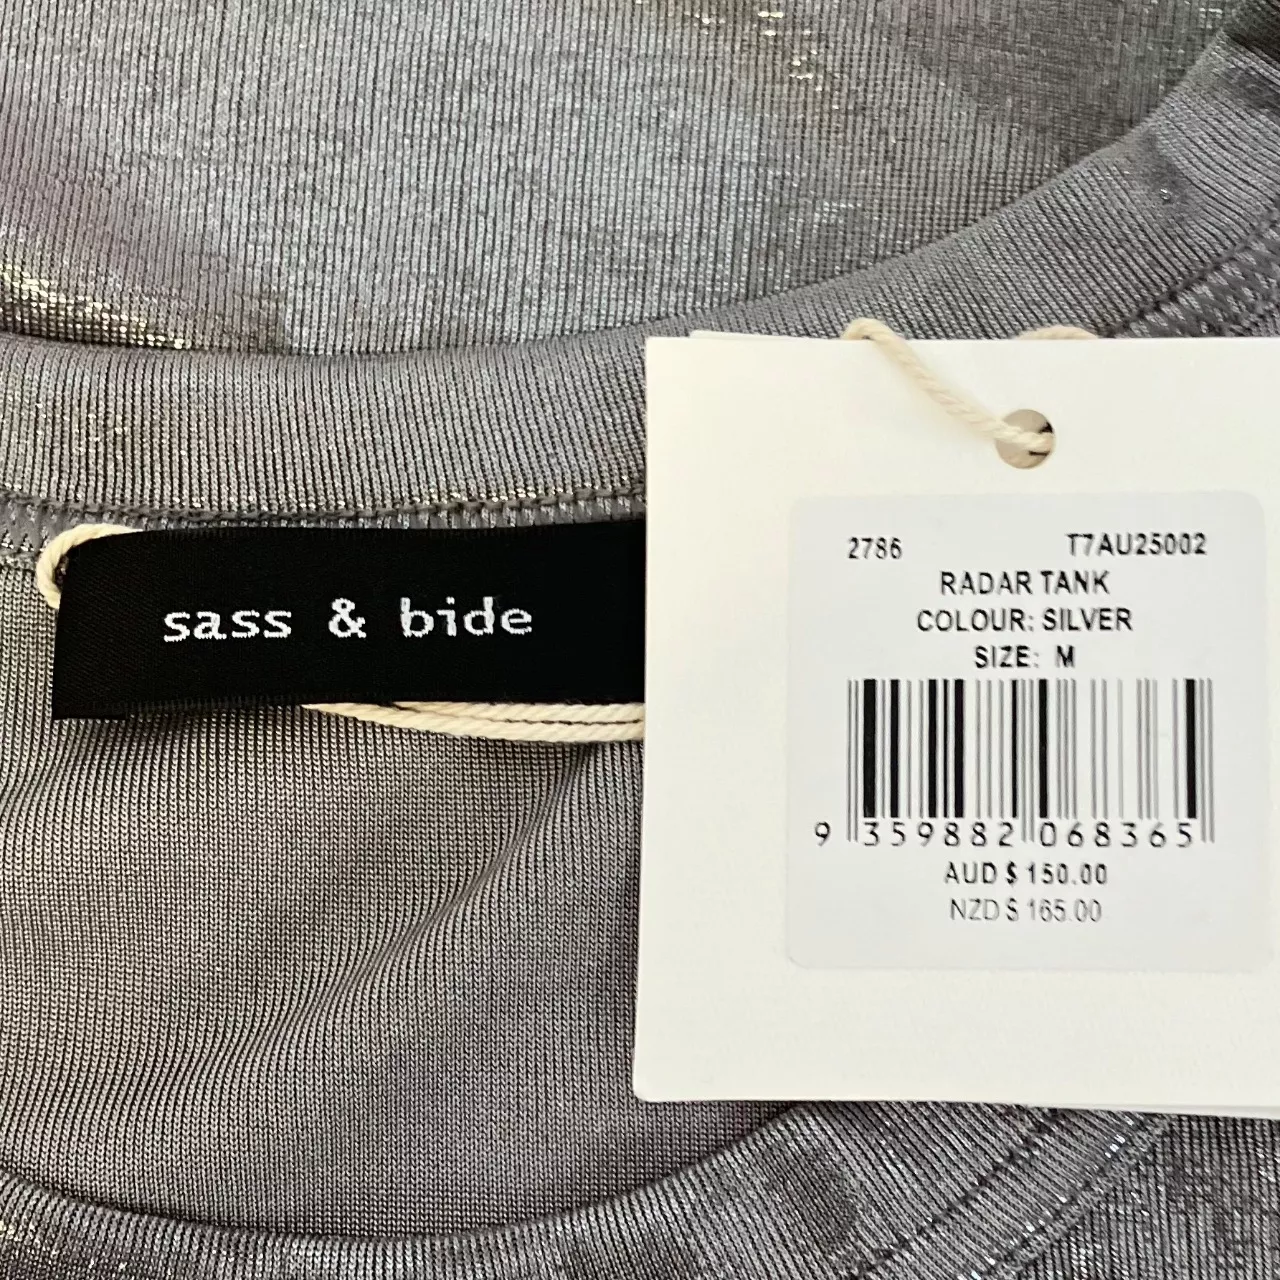 sass & bide
2786 T7AU25002
RADAR TANK
COLOUR: SILVER
SIZE: M
9 359882 068365
AUD $ 150.00
NZD $ 165.00